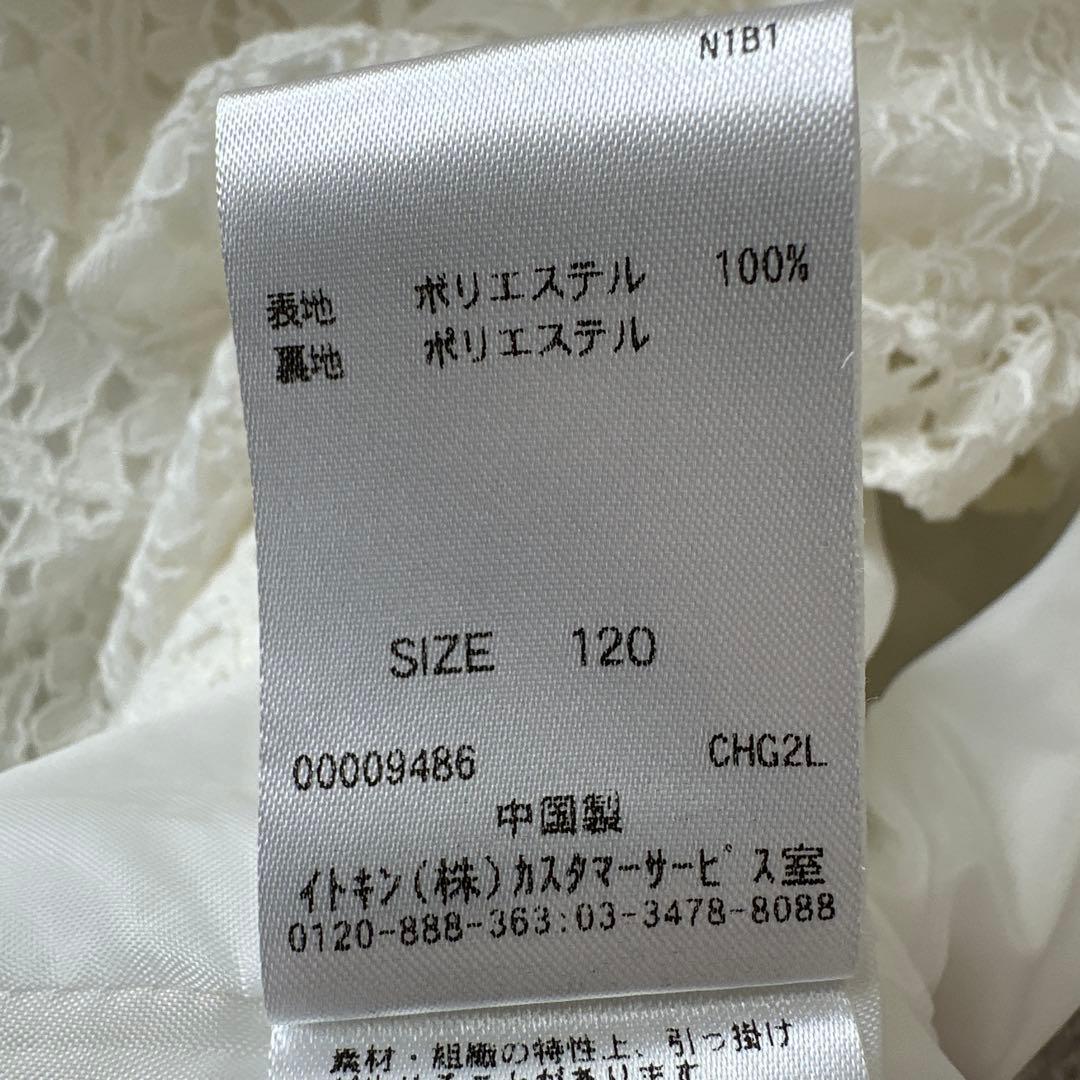 N1B1
表地 ポリエステル 100%
裏地 ポリエステル
SIZE 120
00009486 CHG2L
中国製
イトキン(株)カスタマーサービス室
0120-888-363:03-3478-8088
素材・組織の特性上、引っ掛け